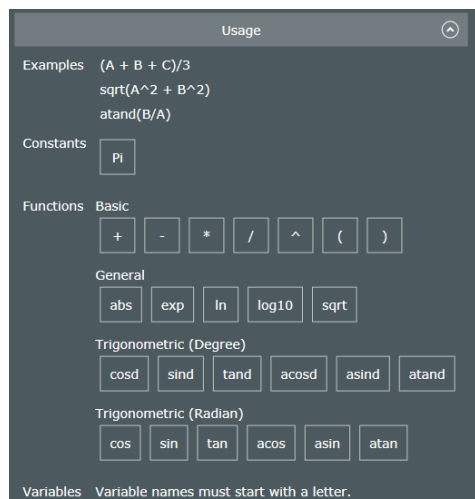 Usage
Examples (A + B + C)/3
sqrt(A^2 + B^2)
atand(B/A)
Constants
Pi
Functions Basic
+ - * / ^ ( )
General
abs exp ln log10 sqrt
Trigonometric (Degree)
cosd sind tand acosd asind atand
Trigonometric (Radian)
cos sin tan acos asin atan
Variables Variable names must start with a letter.